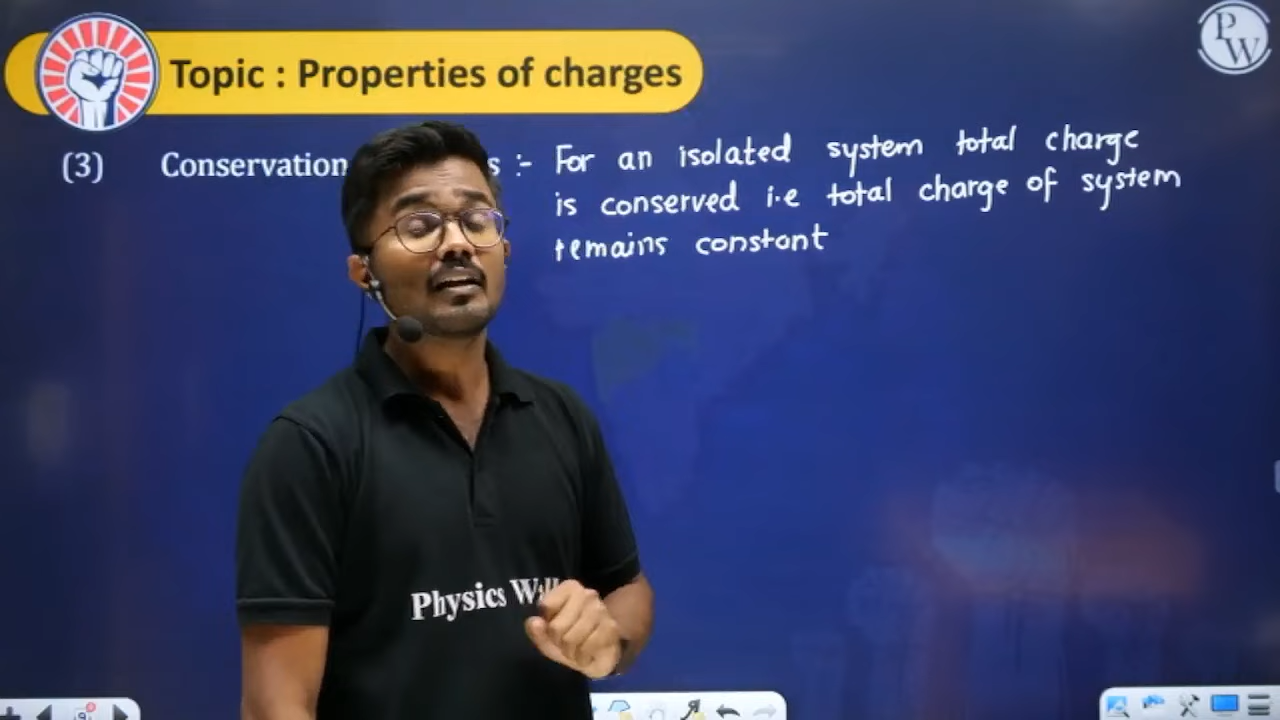 PW
Topic : Properties of charges
(3) Conservation s :- For an isolated system total charge
is conserved i.e total charge of system
remains constant
Physics